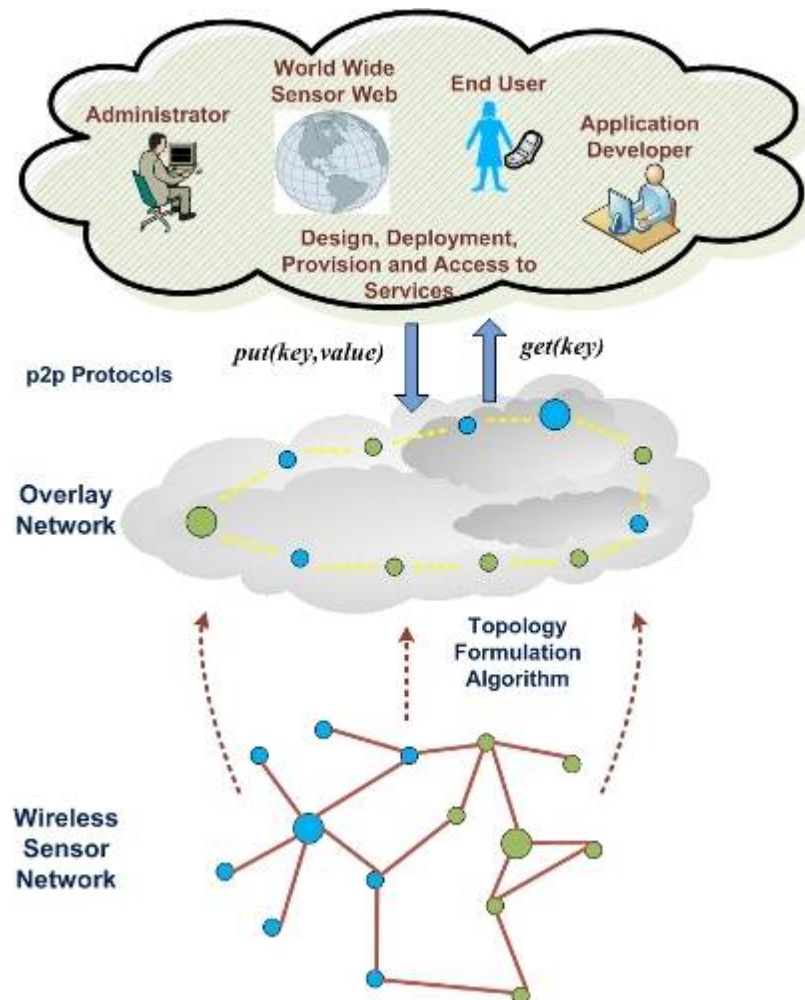 World Wide
Sensor Web
End User
Administrator
Application
Developer
Design, Deployment,
Provision and Access to
Services
put(key,value)
get(key)
p2p Protocols
Overlay
Network
Topology
Formulation
Algorithm
Wireless
Sensor
Network